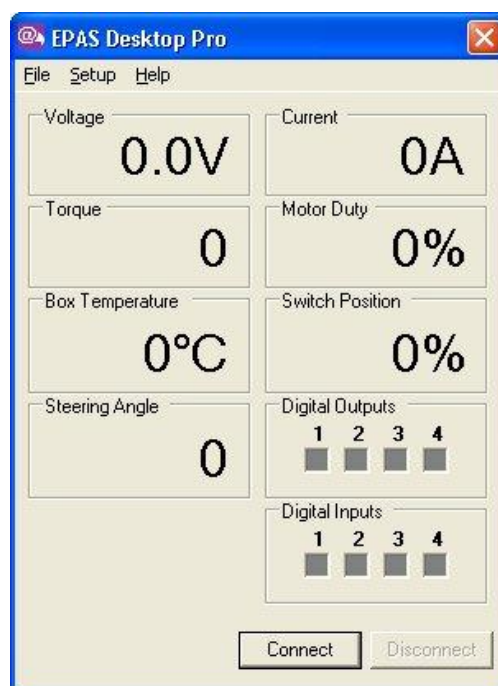 EPAS Desktop Pro
File Setup Help
Voltage
0.0V
Current
0A
Torque
0
Motor Duty
0%
Box Temperature
0°C
Switch Position
0%
Steering Angle
0
Digital Outputs
1 2 3 4
Digital Inputs
1 2 3 4
Connect Disconnect